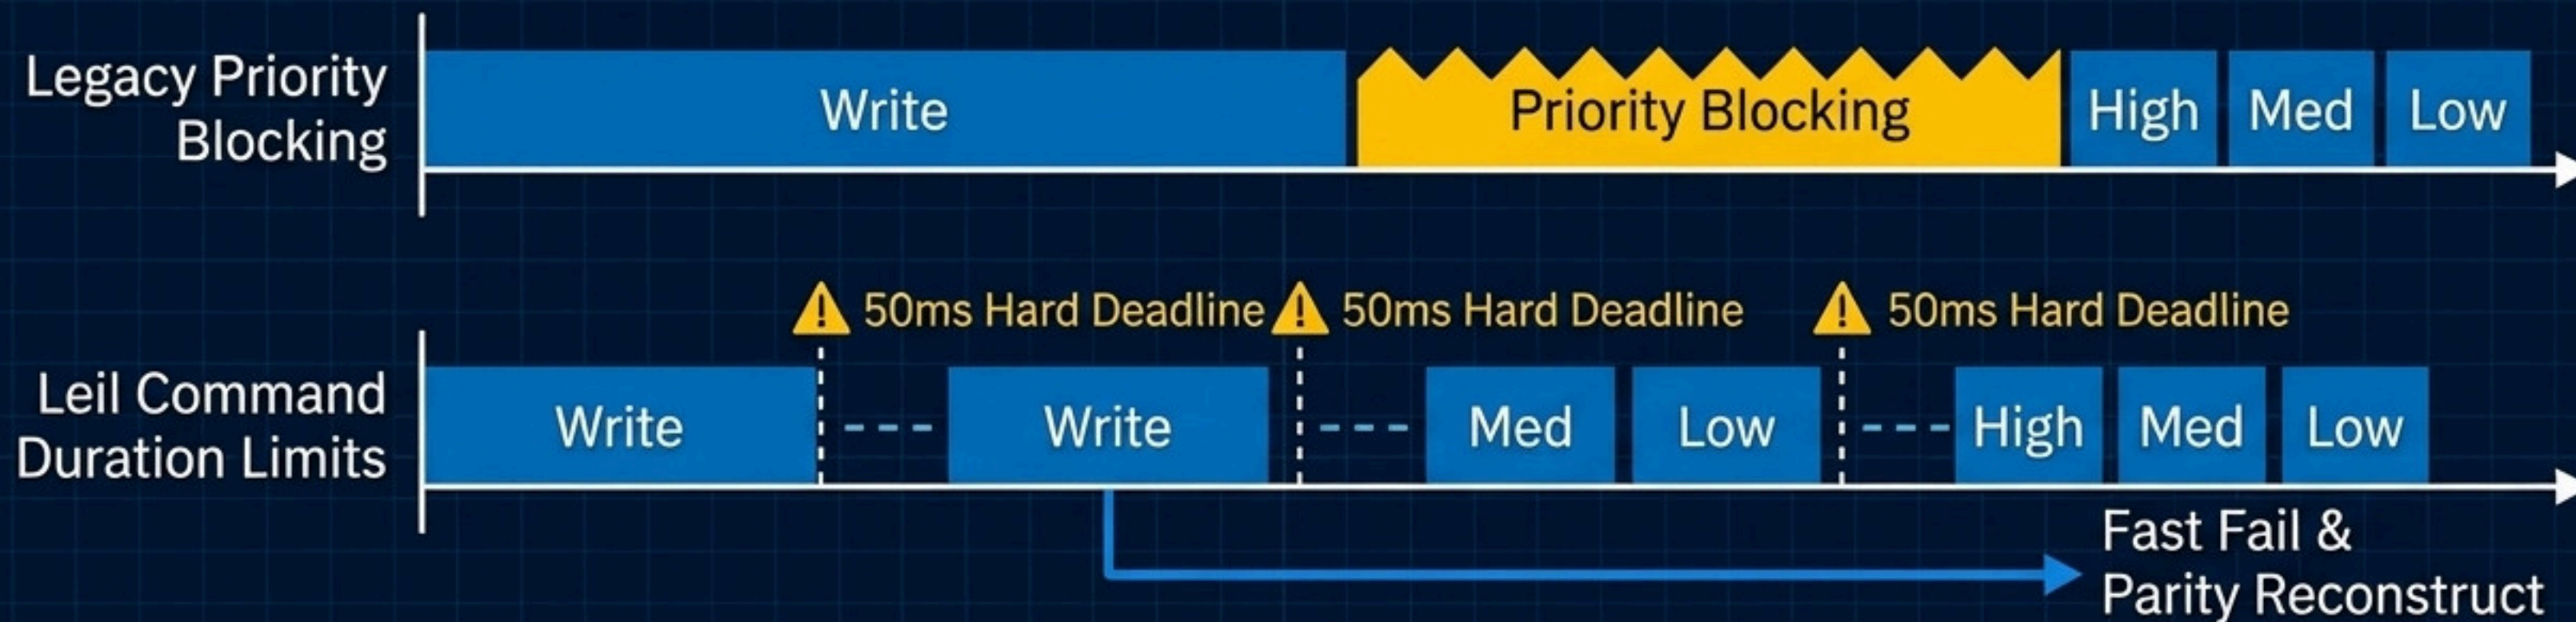 Legacy Priority
Blocking
Write
Priority Blocking
High
Med
Low
50ms Hard Deadline
50ms Hard Deadline
50ms Hard Deadline
Leil Command
Duration Limits
Write
Write
Med
Low
High
Med
Low
Fast Fail &
Parity Reconstruct